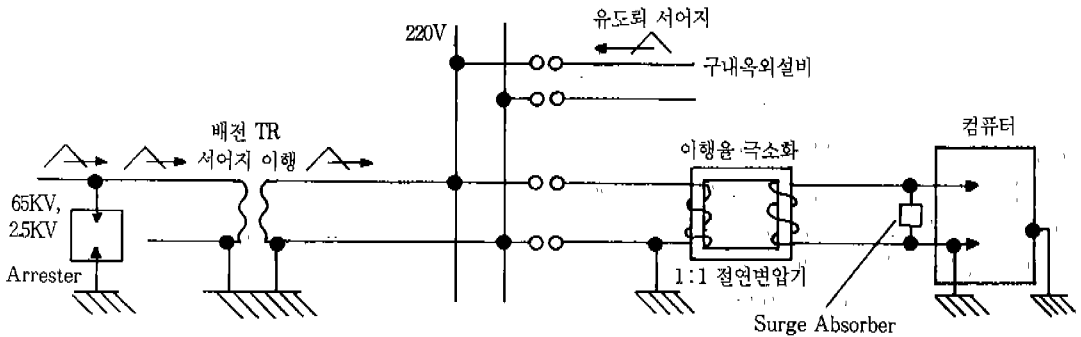 유도뢰 서어지
220V
구내옥외설비
배전 TR
서어지 이행
이행율 극소화
컴퓨터
65KV,
2.5KV
Arrester
1:1 절연변압기
Surge Absorber